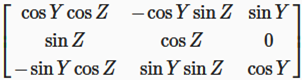 cos Y cos Z − cos Y sin Z sin Y
sin Z cos Z 0
− sin Y cos Z sin Y sin Z cos Y